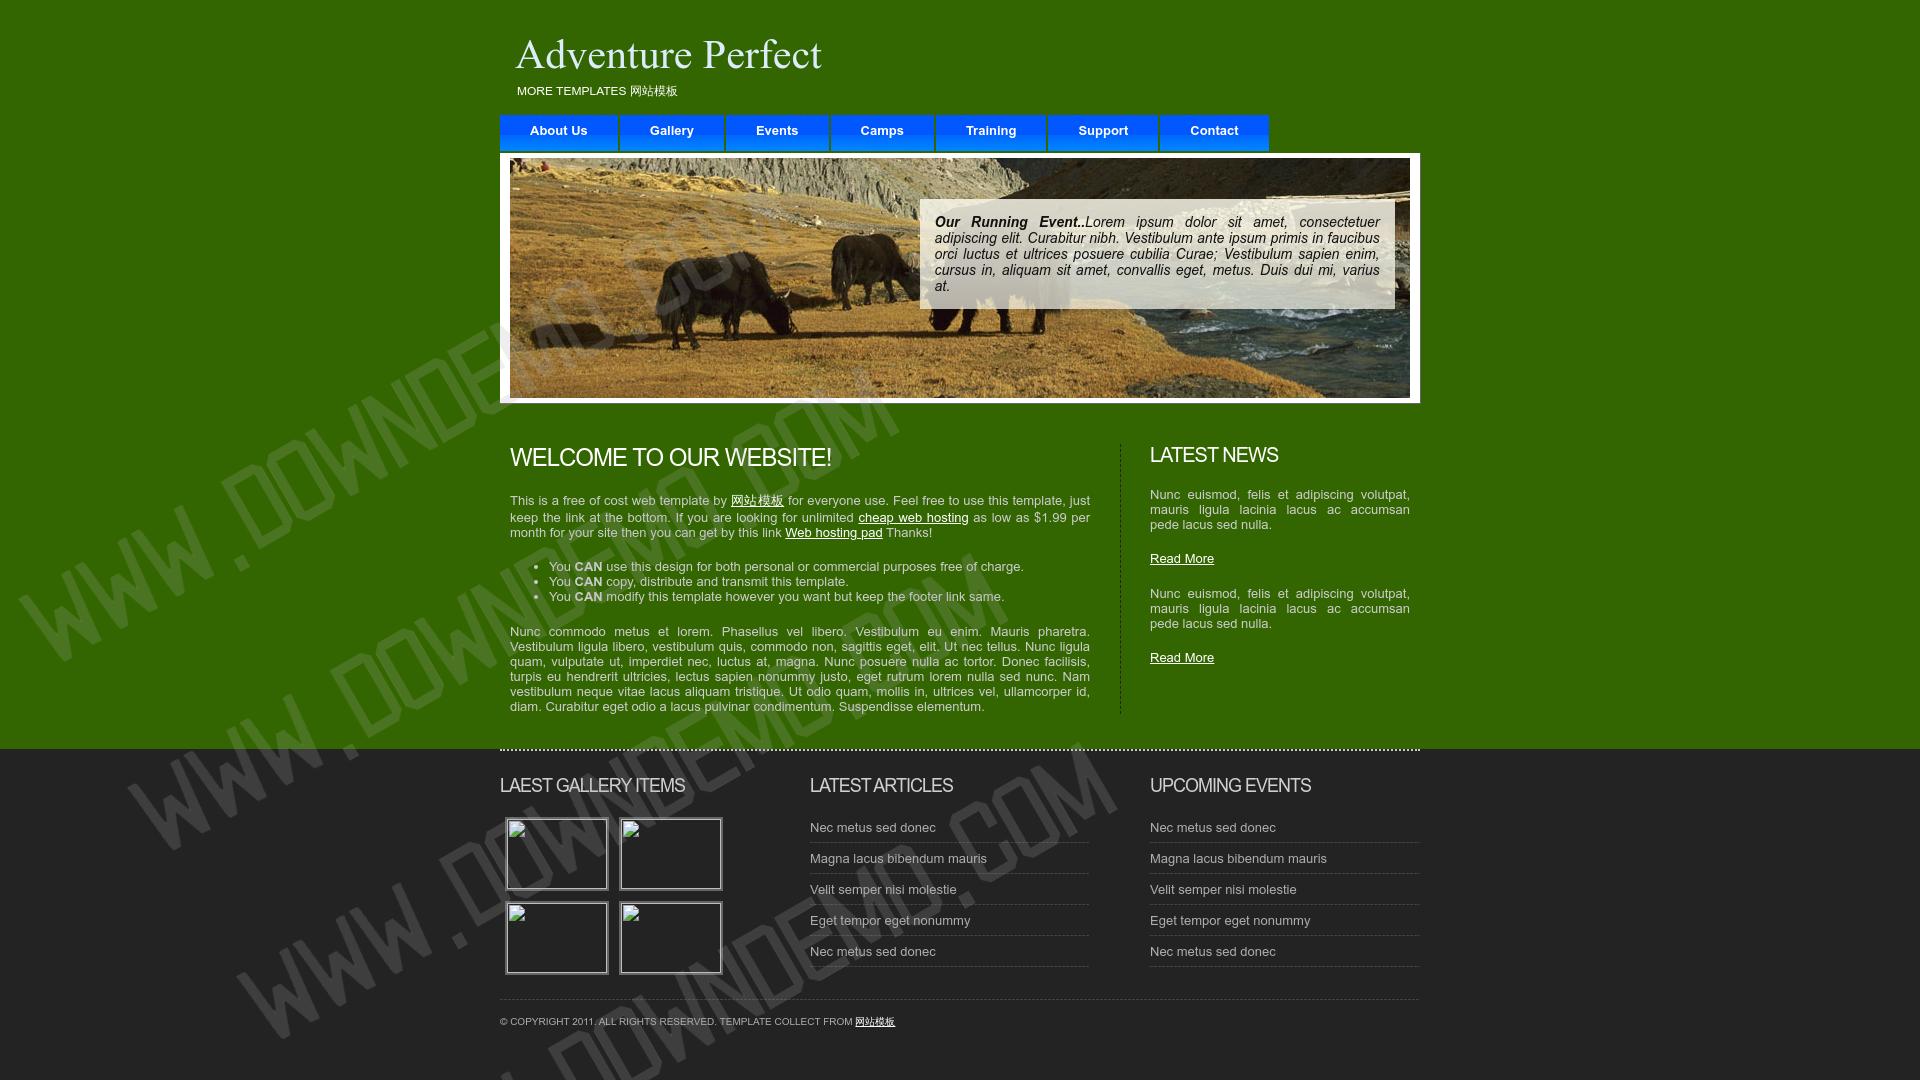 Adventure Perfect
MORE TEMPLATES 网站模板
About Us
Gallery
Events
Camps
Training
Support
Contact
Our Running Event..Lorem ipsum dolor sit amet, consectetuer
adipiscing elit. Curabitur nibh. Vestibulum ante ipsum primis in faucibus
orci luctus et ultrices posuere cubilia Curae; Vestibulum sapien enim,
cursus in, aliquam sit amet, convallis eget, metus. Duis dui mi, varius
at.
WELCOME TO OUR WEBSITE!
This is a free of cost web template by 网站模板 for everyone use. Feel free to use this template, just
keep the link at the bottom. If you are looking for unlimited cheap web hosting as low as $1.99 per
month for your site then you can get by this link Web hosting pad Thanks!
You CAN use this design for both personal or commercial purposes free of charge.
You CAN copy, distribute and transmit this template.
You CAN modify this template however you want but keep the footer link same.
Nunc commodo metus et lorem. Phasellus vel libero. Vestibulum eu enim. Mauris pharetra.
Vestibulum ligula libero, vestibulum quis, commodo non, sagittis eget, elit. Ut nec tellus. Nunc ligula
quam, vulputate ut, imperdiet nec, luctus at, magna. Nunc posuere nulla ac tortor. Donec facilisis,
turpis eu hendrerit ultricies, lectus sapien nonummy justo, eget rutrum lorem nulla sed nunc. Nam
vestibulum neque vitae lacus aliquam tristique. Ut odio quam, mollis in, ultrices vel, ullamcorper id,
diam. Curabitur eget odio a lacus pulvinar condimentum. Suspendisse elementum.
LATEST NEWS
Nunc euismod, felis et adipiscing volutpat,
mauris ligula lacinia lacus ac accumsan
pede lacus sed nulla.
Read More
Nunc euismod, felis et adipiscing volutpat,
mauris ligula lacinia lacus ac accumsan
pede lacus sed nulla.
Read More
LAEST GALLERY ITEMS
LATEST ARTICLES
Nec metus sed donec
Magna lacus bibendum mauris
Velit semper nisi molestie
Eget tempor eget nonummy
Nec metus sed donec
UPCOMING EVENTS
Nec metus sed donec
Magna lacus bibendum mauris
Velit semper nisi molestie
Eget tempor eget nonummy
Nec metus sed donec
© COPYRIGHT 2011. ALL RIGHTS RESERVED. TEMPLATE COLLECT FROM 网站模板
WWW.DOWNDEMO.COM
WWW.DOWNDEMO.COM
WWW.DOWNDEMO.COM
WWW.DOWNDEMO.COM